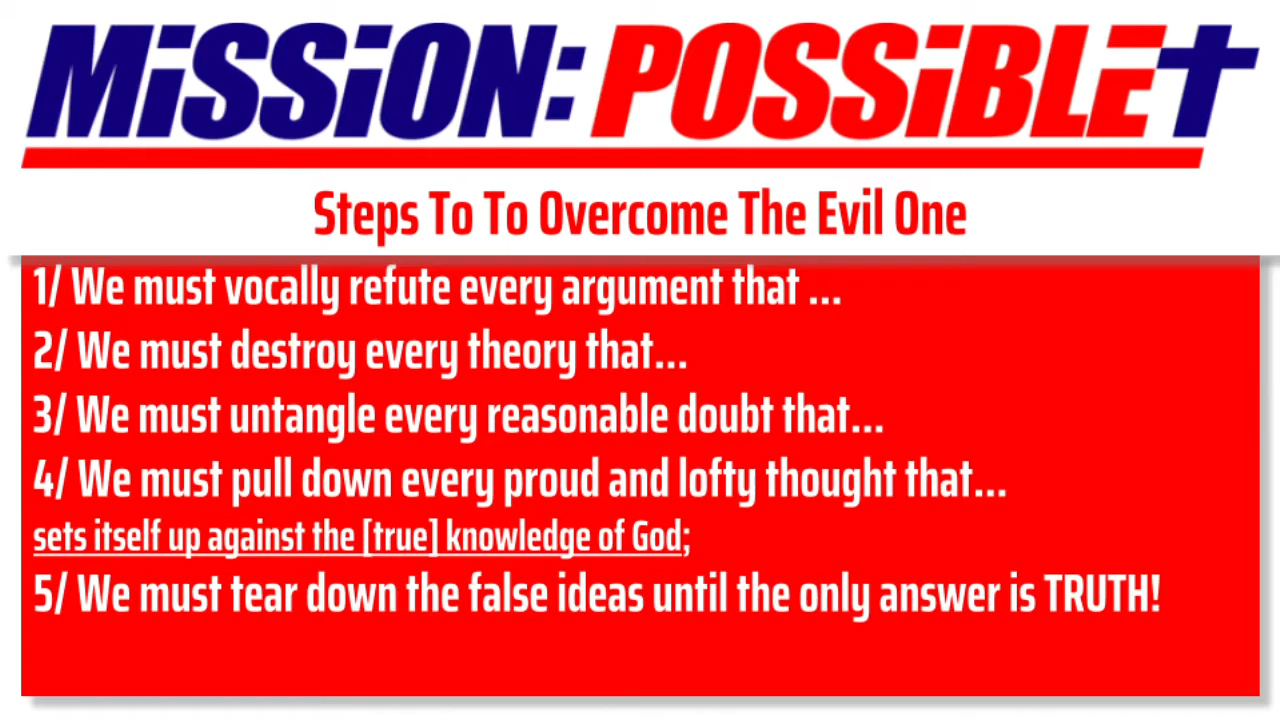 MiSSiON: POSSiBLE
Steps To To Overcome The Evil One
1/ We must vocally refute every argument that ...
2/ We must destroy every theory that...
3/ We must untangle every reasonable doubt that...
4/ We must pull down every proud and lofty thought that...
sets itself up against the [true] knowledge of God;
5/ We must tear down the false ideas until the only answer is TRUTH!